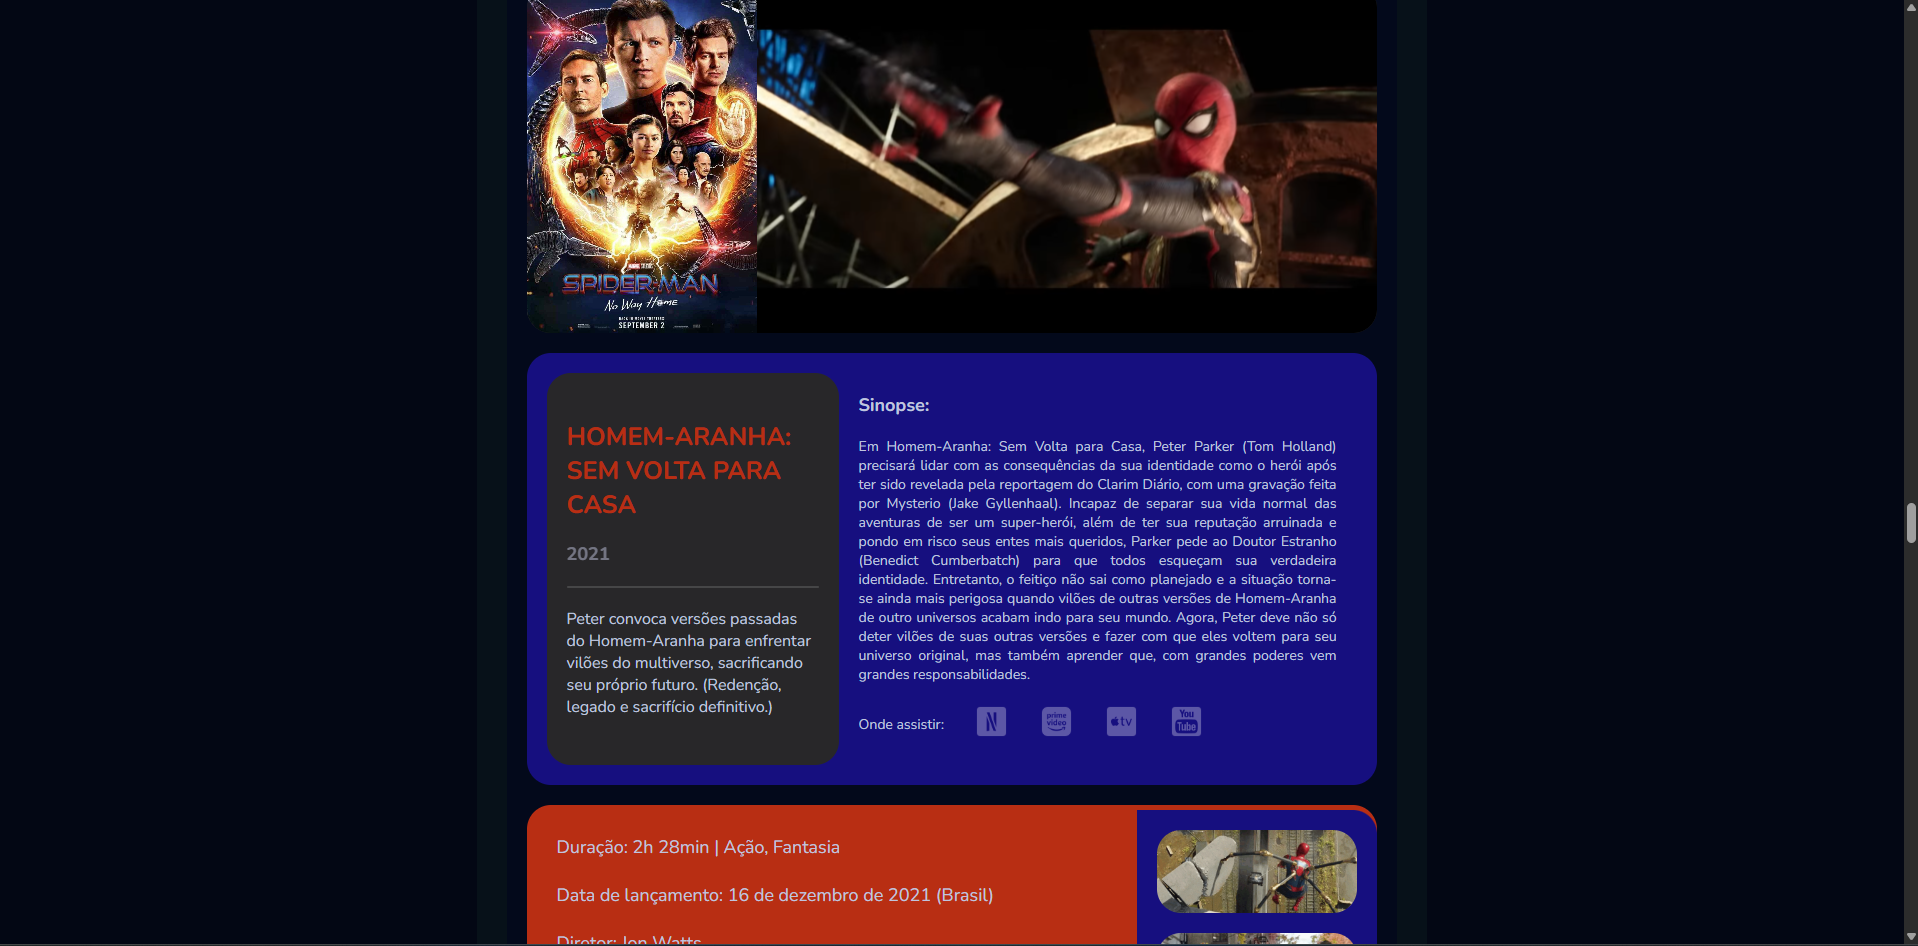 SPIDER-MAN
No Way Home
SEPTEMBER 2
HOMEM-ARANHA:
SEM VOLTA PARA
CASA
2021
Peter convoca versões passadas
do Homem-Aranha para enfrentar
vilões do multiverso, sacrificando
seu próprio futuro. (Redenção,
legado e sacrifício definitivo.)
Sinopse:
Em Homem-Aranha: Sem Volta para Casa, Peter Parker (Tom Holland)
precisará lidar com as consequências da sua identidade como o herói após
ter sido revelada pela reportagem do Clarim Diário, com uma gravação feita
por Mysterio (Jake Gyllenhaal). Incapaz de separar sua vida normal das
aventuras de ser um super-herói, além de ter sua reputação arruinada e
pondo em risco seus entes mais queridos, Parker pede ao Doutor Estranho
(Benedict Cumberbatch) para que todos esqueçam sua verdadeira
identidade. Entretanto, o feitiço não sai como planejado e a situação torna-
se ainda mais perigosa quando vilões de outras versões de Homem-Aranha
de outro universos acabam indo para seu mundo. Agora, Peter deve não só
deter vilões de suas outras versões e fazer com que eles voltem para seu
universo original, mas também aprender que, com grandes poderes vem
grandes responsabilidades.
Onde assistir:
N
prime video
tv
You Tube
Duração: 2h 28min | Ação, Fantasia
Data de lançamento: 16 de dezembro de 2021 (Brasil)
Diretor: Jon Watts